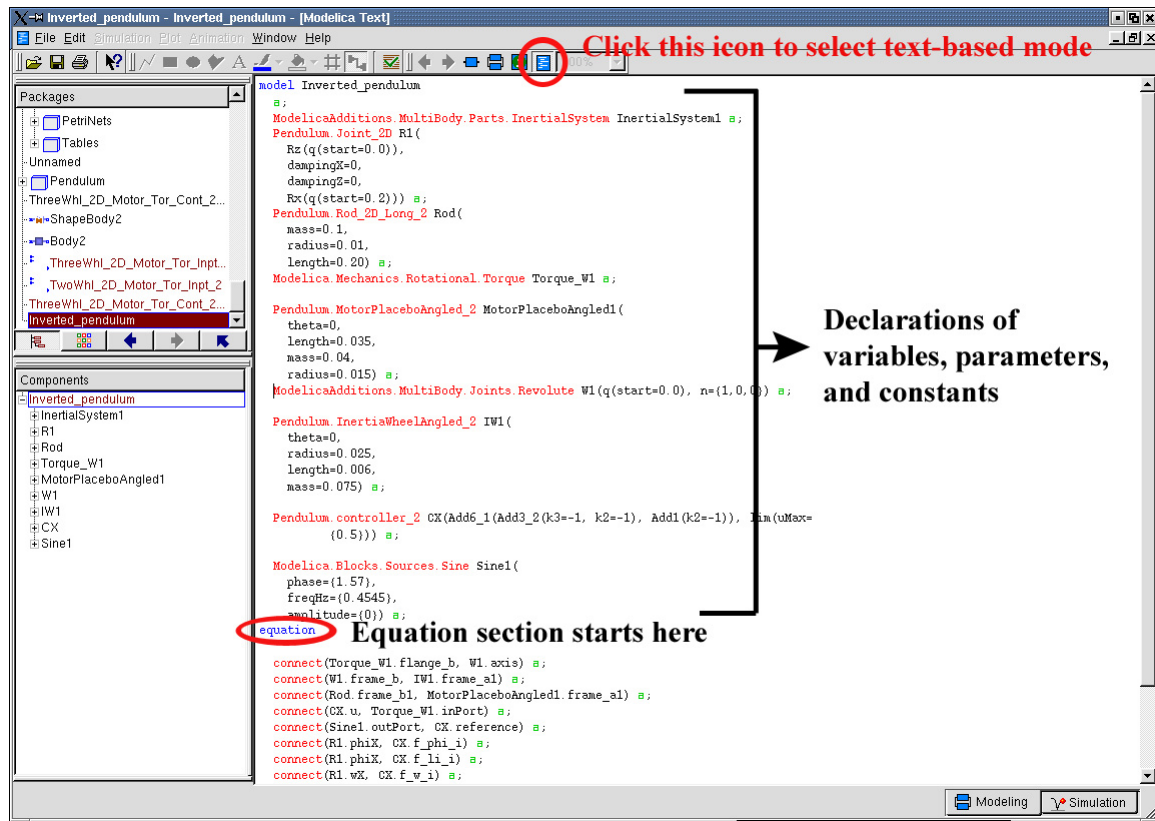 Inverted_pendulum - Inverted_pendulum - [Modelica Text]
File Edit Simulation Plot Animation Window Help
Click this icon to select text-based mode
Packages
PetriNets
Tables
Unnamed
Pendulum
ThreeWhl_2D_Motor_Tor_Cont_2...
ShapeBody2
Body2
ThreeWhl_2D_Motor_Tor_Inpt...
TwoWhl_2D_Motor_Tor_Inpt_2
ThreeWhl_2D_Motor_Tor_Cont_2...
Inverted_pendulum
Components
Inverted_pendulum
InertialSystem1
R1
Rod
Torque_W1
MotorPlaceboAngled1
W1
IW1
CX
Sine1
model Inverted_pendulum
a;
ModelicaAdditions.MultiBody.Parts.InertialSystem InertialSystem1 a;
Pendulum.Joint_2D R1(
Rz(q(start=0.0)),
dampingX=0,
dampingZ=0,
Rx(q(start=0.2))) a;
Pendulum.Rod_2D_Long_2 Rod(
mass=0.1,
radius=0.01,
length=0.20) a;
Modelica.Mechanics.Rotational.Torque Torque_W1 a;
Pendulum.MotorPlaceboAngled_2 MotorPlaceboAngled1(
theta=0,
length=0.035,
mass=0.04,
radius=0.015) a;
ModelicaAdditions.MultiBody.Joints.Revolute W1(q(start=0.0), n={1,0,0}) a;
Pendulum.InertiaWheelAngled_2 IW1(
theta=0,
radius=0.025,
length=0.006,
mass=0.075) a;
Pendulum.controller_2 CX(Add6_1(Add3_2(k3=-1, k2=-1), Add1(k2=-1)), lim(uMax=
{0.5})) a;
Modelica.Blocks.Sources.Sine Sine1(
phase={1.57},
freqHz={0.4545},
amplitude={0}) a;
equation
Equation section starts here
connect(Torque_W1.flange_b, W1.axis) a;
connect(W1.frame_b, IW1.frame_a1) a;
connect(Rod.frame_b1, MotorPlaceboAngled1.frame_a1) a;
connect(CX.u, Torque_W1.inPort) a;
connect(Sine1.outPort, CX.reference) a;
connect(R1.phiX, CX.f_phi_i) a;
connect(R1.phiX, CX.f_li_i) a;
connect(R1.wX, CX.f_w_i) a;
Declarations of
variables, parameters,
and constants
Modeling
Simulation